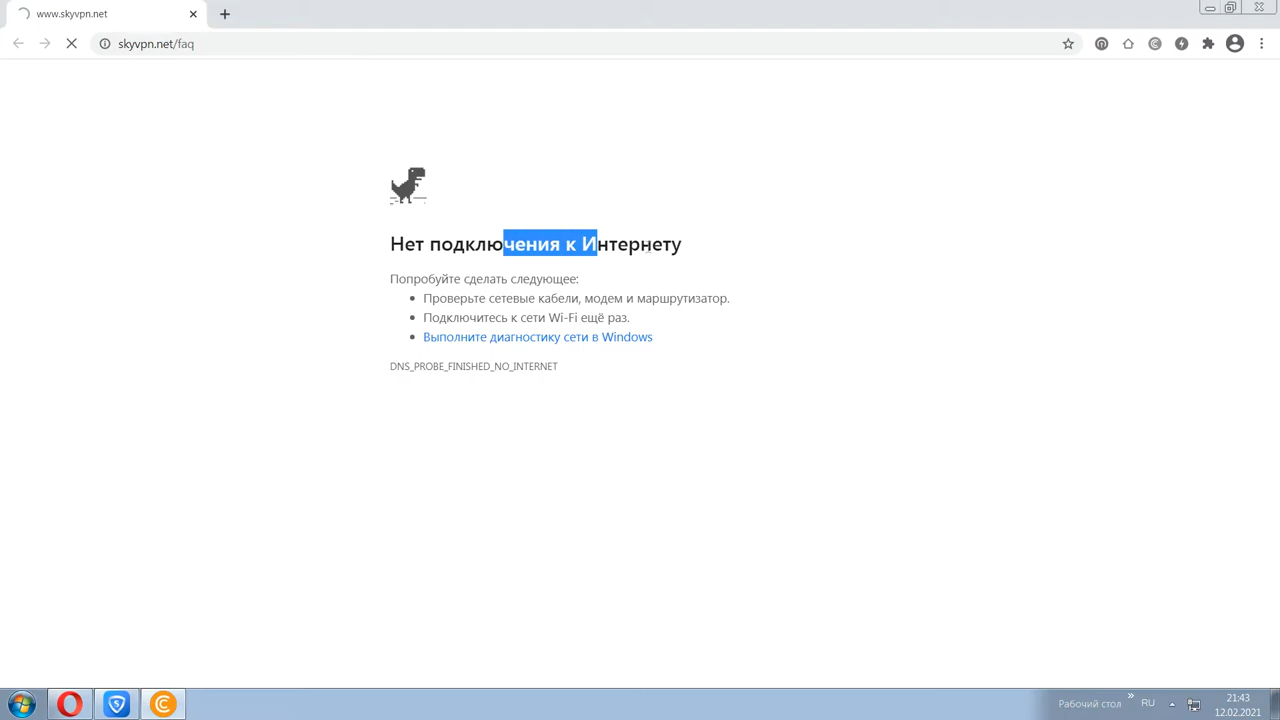 www.skyvpn.net
skyvpn.net/faq
Нет подключения к Интернету
Попробуйте сделать следующее:
Проверьте сетевые кабели, модем и маршрутизатор.
Подключитесь к сети Wi-Fi ещё раз.
Выполните диагностику сети в Windows
DNS_PROBE_FINISHED_NO_INTERNET
Рабочий стол » RU 21:43
12.02.2021